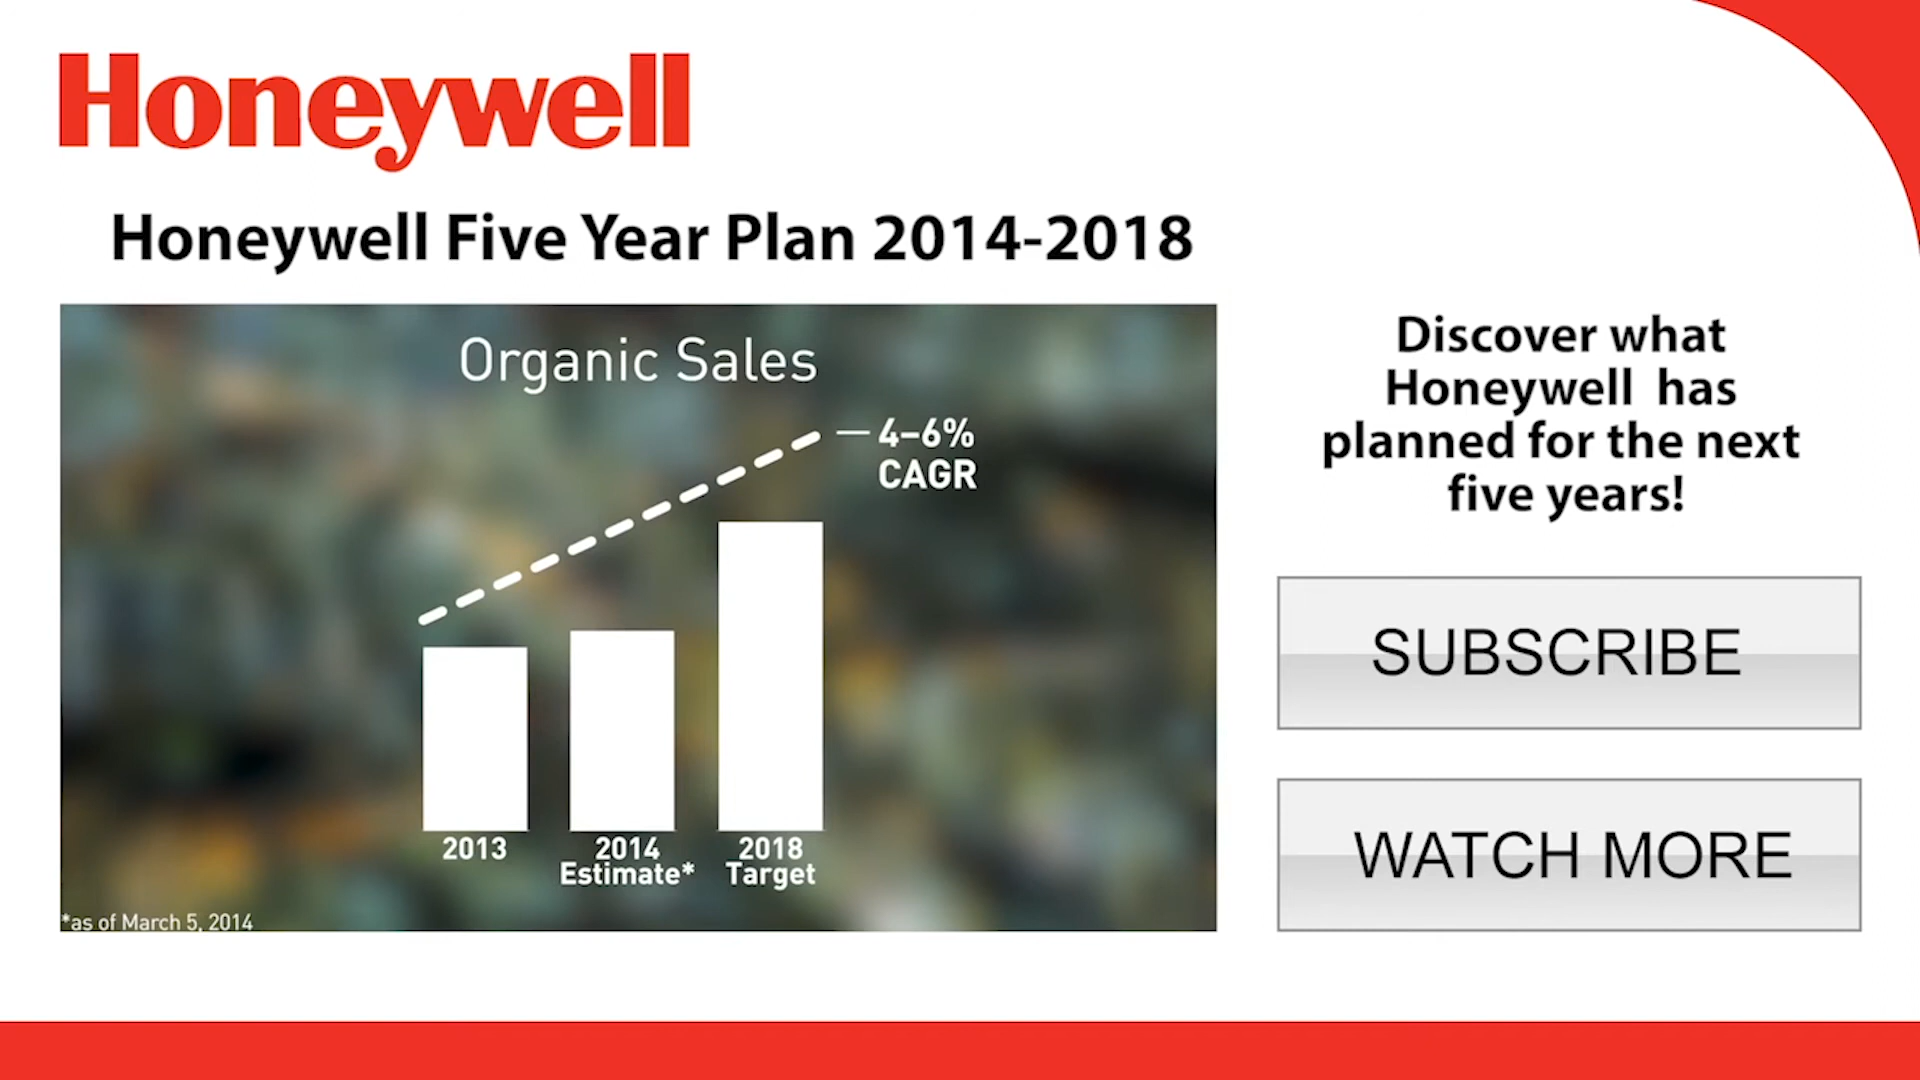 Honeywell
Honeywell Five Year Plan 2014-2018
Organic Sales
4–6%
CAGR
2013
2014
Estimate*
2018
Target
*as of March 5, 2014
Discover what
Honeywell has
planned for the next
five years!
SUBSCRIBE
WATCH MORE